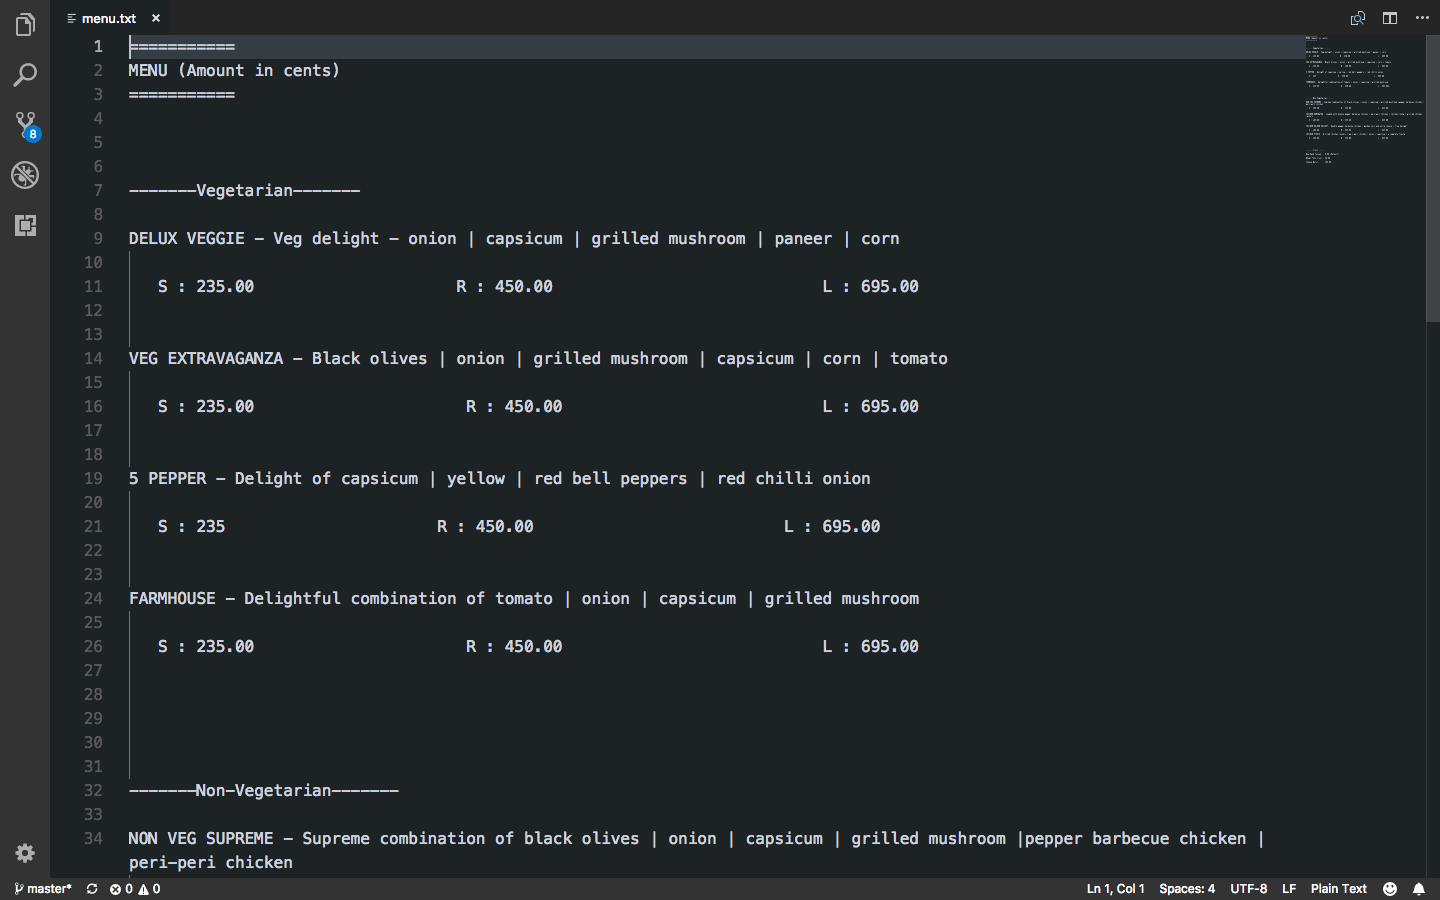 menu.txt ×
8
1 ===========
2 MENU (Amount in cents)
3 ===========
4
5
6
7 -------Vegetarian-------
8
9 DELUX VEGGIE - Veg delight - onion | capsicum | grilled mushroom | paneer | corn
10
11 S : 235.00 R : 450.00 L : 695.00
12
13
14 VEG EXTRAVAGANZA - Black olives | onion | grilled mushroom | capsicum | corn | tomato
15
16 S : 235.00 R : 450.00 L : 695.00
17
18
19 5 PEPPER - Delight of capsicum | yellow | red bell peppers | red chilli onion
20
21 S : 235 R : 450.00 L : 695.00
22
23
24 FARMHOUSE - Delightful combination of tomato | onion | capsicum | grilled mushroom
25
26 S : 235.00 R : 450.00 L : 695.00
27
28
29
30
31
32 -------Non-Vegetarian-------
33
34 NON VEG SUPREME - Supreme combination of black olives | onion | capsicum | grilled mushroom |pepper barbecue chicken |
peri-peri chicken
master* 0 0 Ln 1, Col 1 Spaces: 4 UTF-8 LF Plain Text